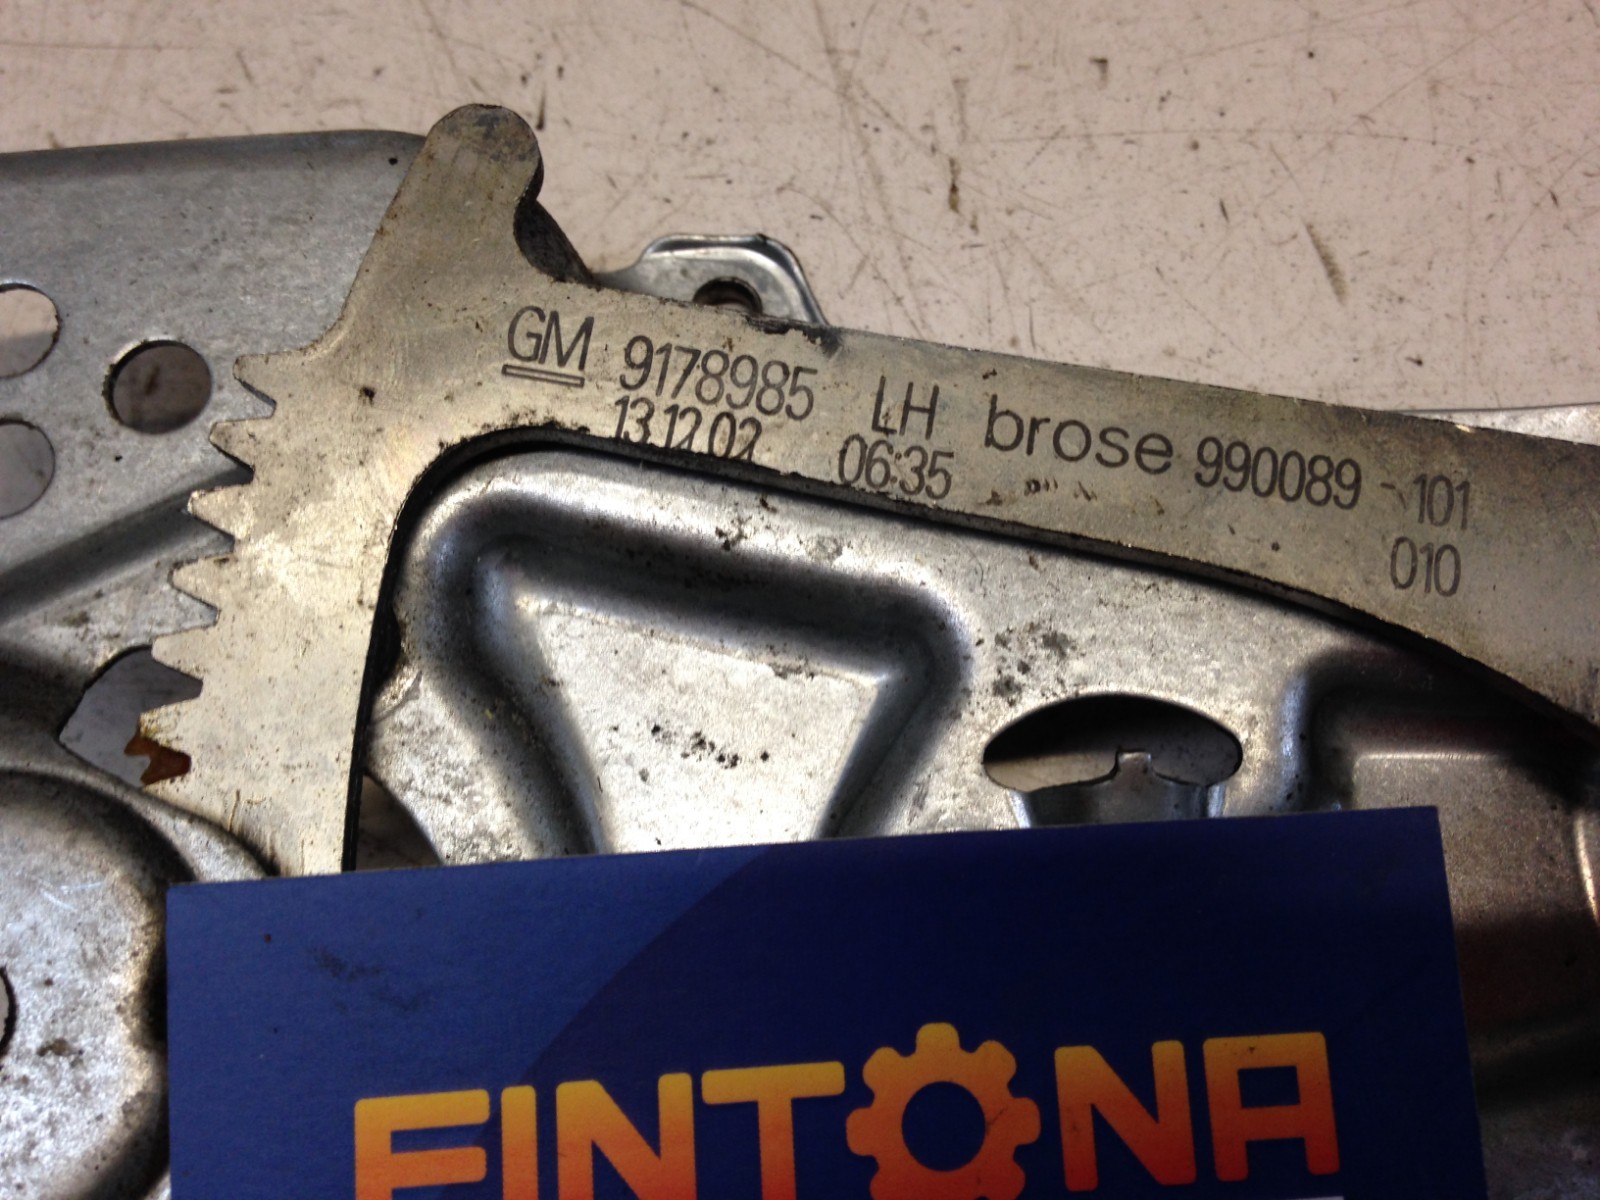 GM 9178985 LH brose 990089-101
13.12.02 06:35 010
FINTONA